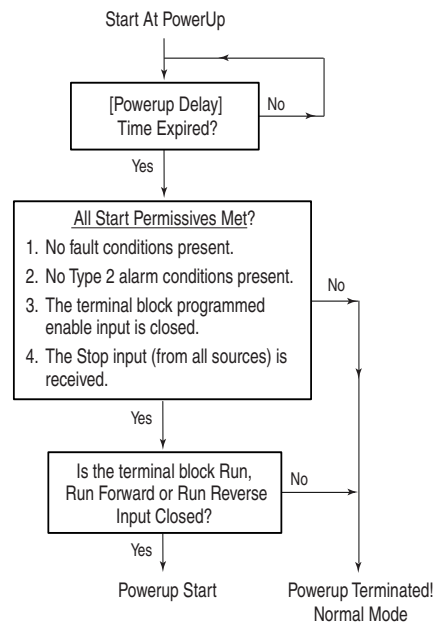 Start At PowerUp
[Powerup Delay]
Time Expired?
No
Yes
All Start Permissives Met?
1. No fault conditions present.
2. No Type 2 alarm conditions present.
3. The terminal block programmed
enable input is closed.
4. The Stop input (from all sources) is
received.
No
Yes
Is the terminal block Run,
Run Forward or Run Reverse
Input Closed?
No
Yes
Powerup Start
Powerup Terminated!
Normal Mode